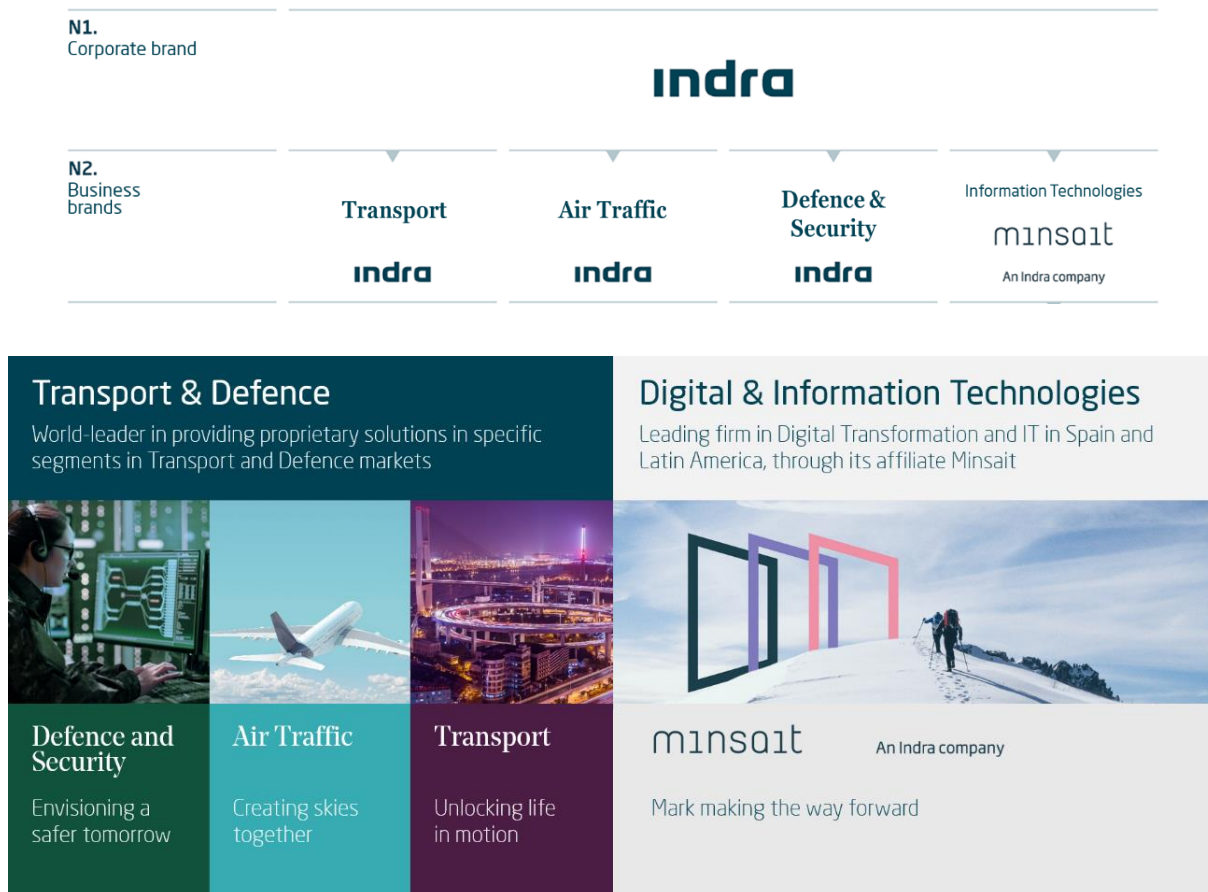 N1.
Corporate brand
indra
N2.
Business
brands
Transport
indra
Air Traffic
indra
Defence &
Security
indra
Information Technologies
minsait
An Indra company
Transport & Defence
World-leader in providing proprietary solutions in specific
segments in Transport and Defence markets
Digital & Information Technologies
Leading firm in Digital Transformation and IT in Spain and
Latin America, through its affiliate Minsait
Defence and
Security
Envisioning a
safer tomorrow
Air Traffic
Creating skies
together
Transport
Unlocking life
in motion
minsait
An Indra company
Mark making the way forward